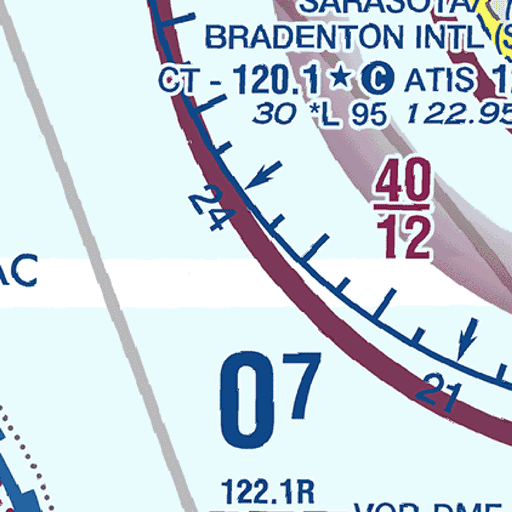 SARASOTA/
BRADENTON INTL (S
CT - 120.1 ★ C ATIS 12
30 *L 95 122.95
40
12
24
AC
21
07
122.1R
VOR-DME